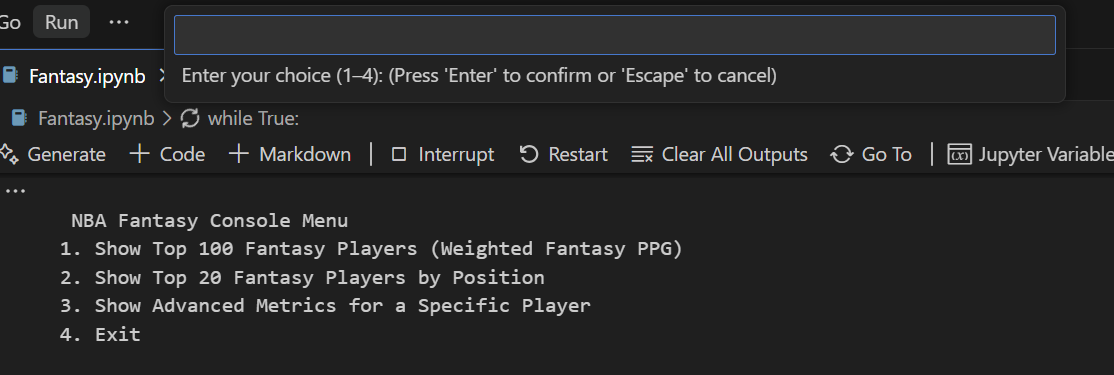 Go Run ...
Enter your choice (1–4): (Press 'Enter' to confirm or 'Escape' to cancel)
Fantasy.ipynb
Fantasy.ipynb > while True:
Generate + Code + Markdown | Interrupt Restart Clear All Outputs Go To | (x) Jupyter Variable
...
NBA Fantasy Console Menu
1. Show Top 100 Fantasy Players (Weighted Fantasy PPG)
2. Show Top 20 Fantasy Players by Position
3. Show Advanced Metrics for a Specific Player
4. Exit